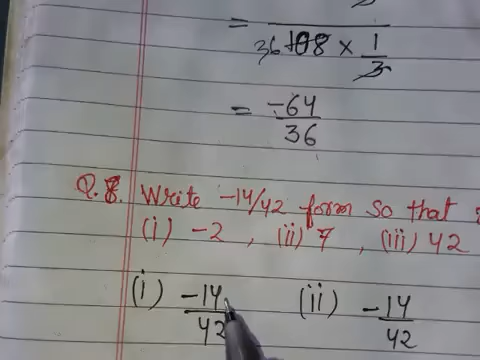 =
36 108 × 1/3
= -64/36
Q.8. Write -14/42 form so that
(i) -2 , (ii) 7 , (iii) 42
(i) -14/42 (ii) -14/42